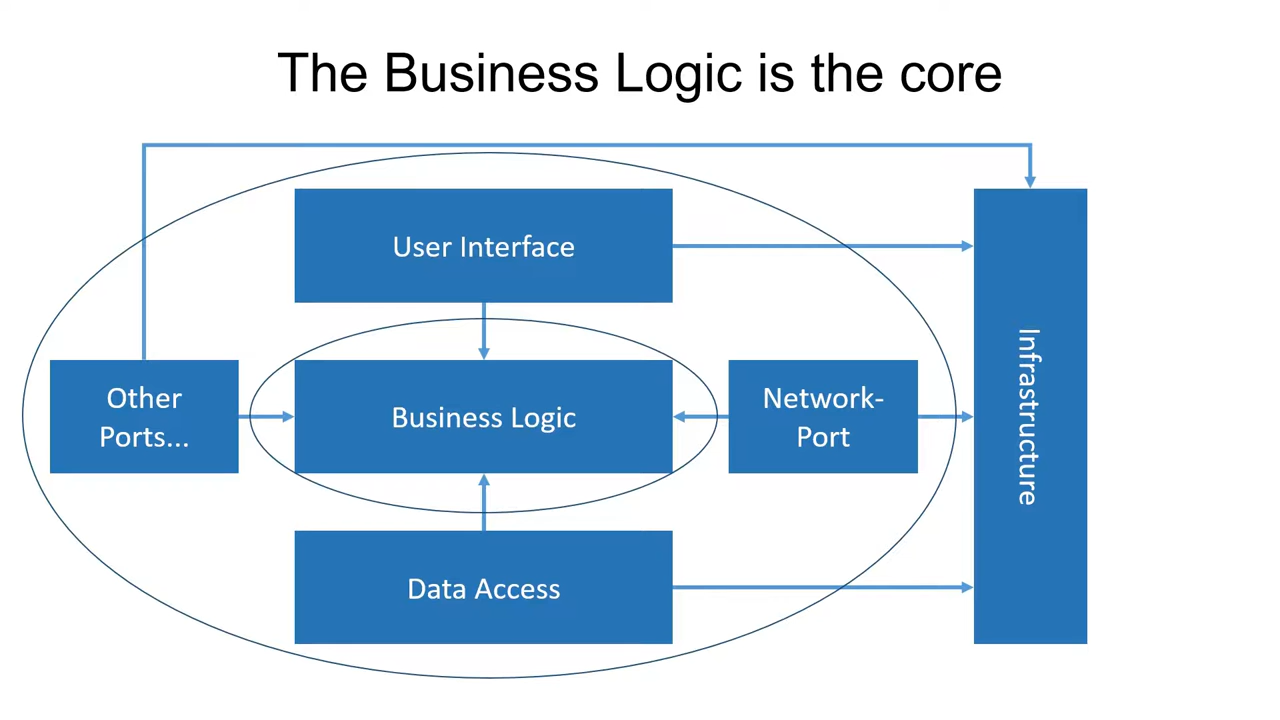 The Business Logic is the core
User Interface
Other
Ports...
Business Logic
Network-
Port
Infrastructure
Data Access